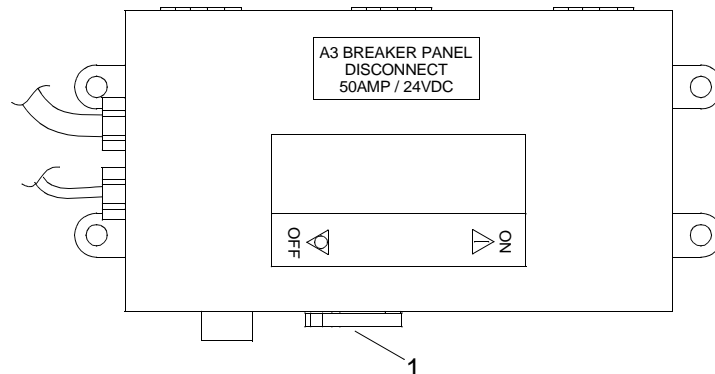 A3 BREAKER PANEL
DISCONNECT
50AMP / 24VDC
OFF
ON
1